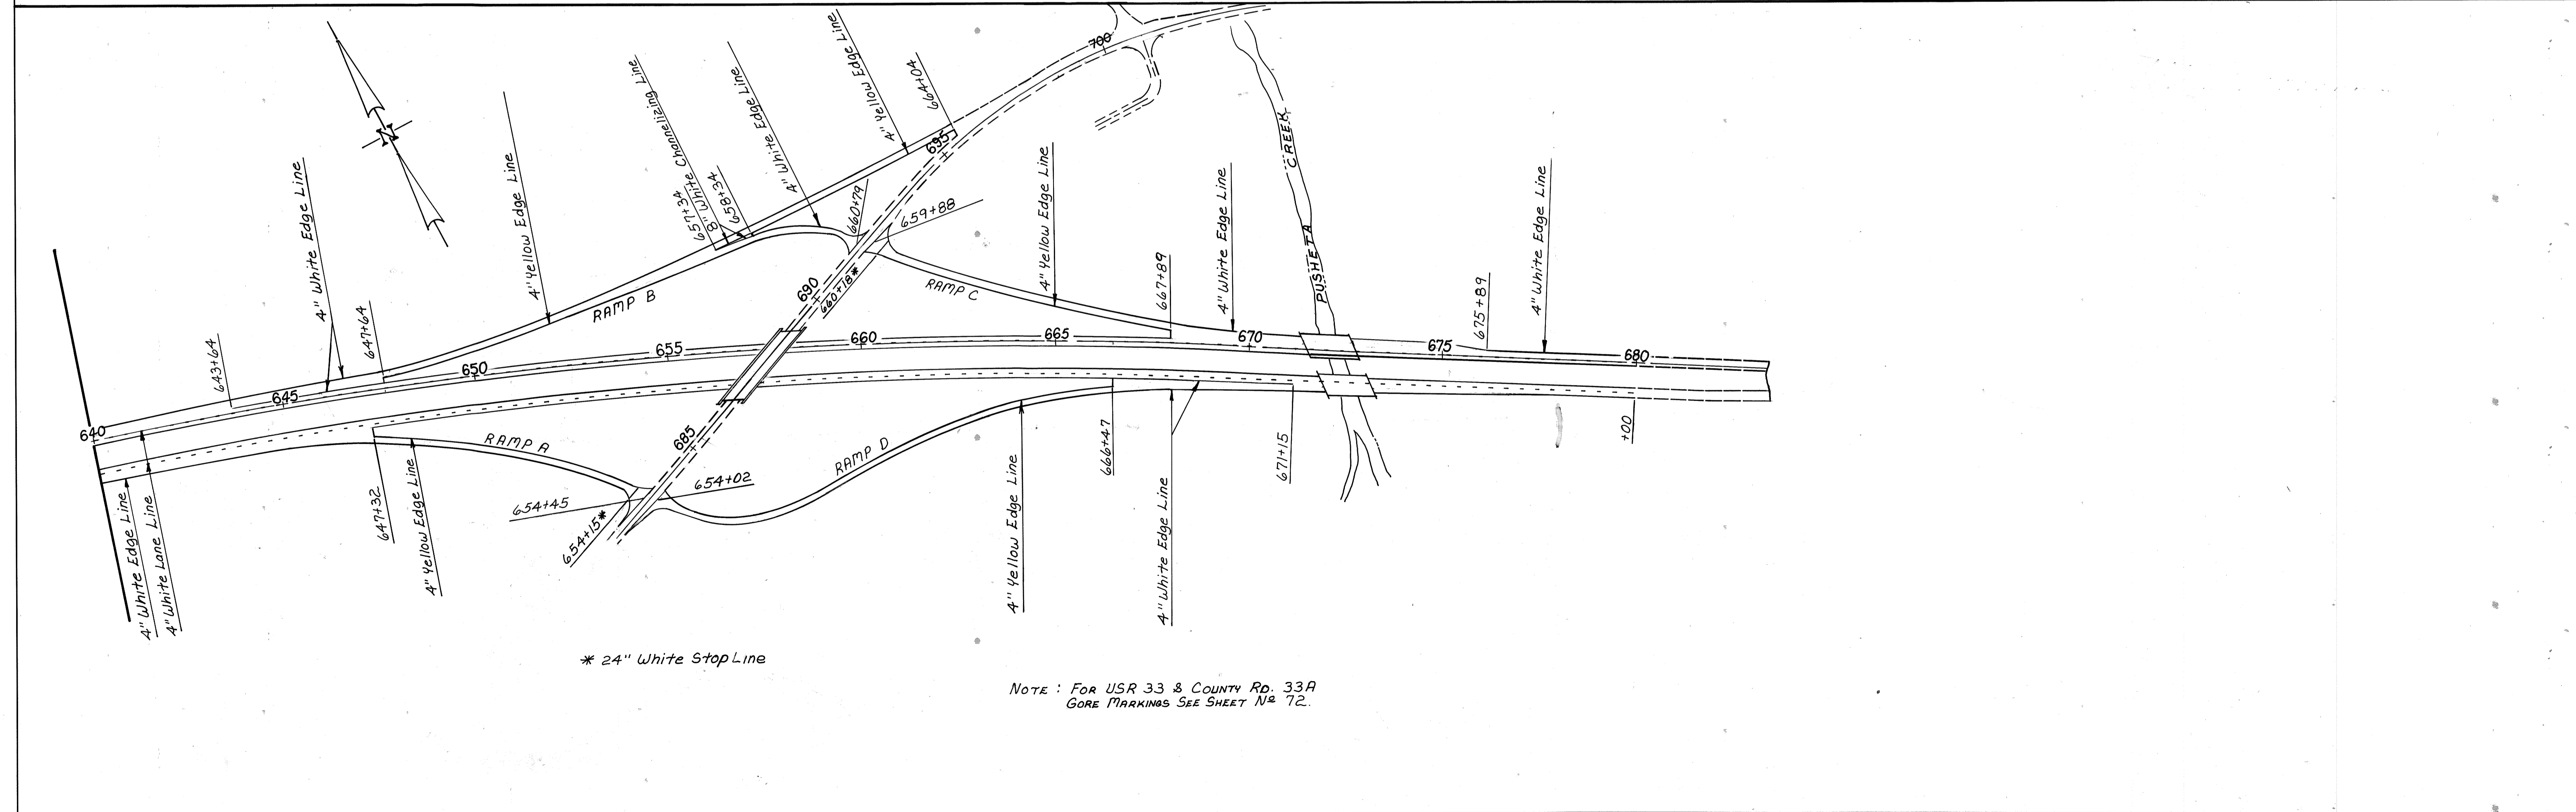 700
N
4" White Edge Line
4" Yellow Edge Line
8" White Channelizing Line
4" White Edge Line
4" Yellow Edge Line
664+04
657+34
658+34
660+79
659+88
695
4" Yellow Edge Line
4" White Edge Line
4" White Edge Line
CREEK
PUSHETA
643+64
647+64
RAMP B
690
660+18*
RAMP C
667+89
675+89
640
645
650
655
660
665
670
675
680
RAMP A
685
RAMP D
654+45
654+02
654+15*
647+32
4" Yellow Edge Line
4" White Edge Line
4" White Lane Line
666+47
671+15
+00
4" Yellow Edge Line
4" White Edge Line
* 24" White Stop Line
NOTE : FOR USR 33 & COUNTY RD. 33A
GORE MARKINGS SEE SHEET Nº 72.